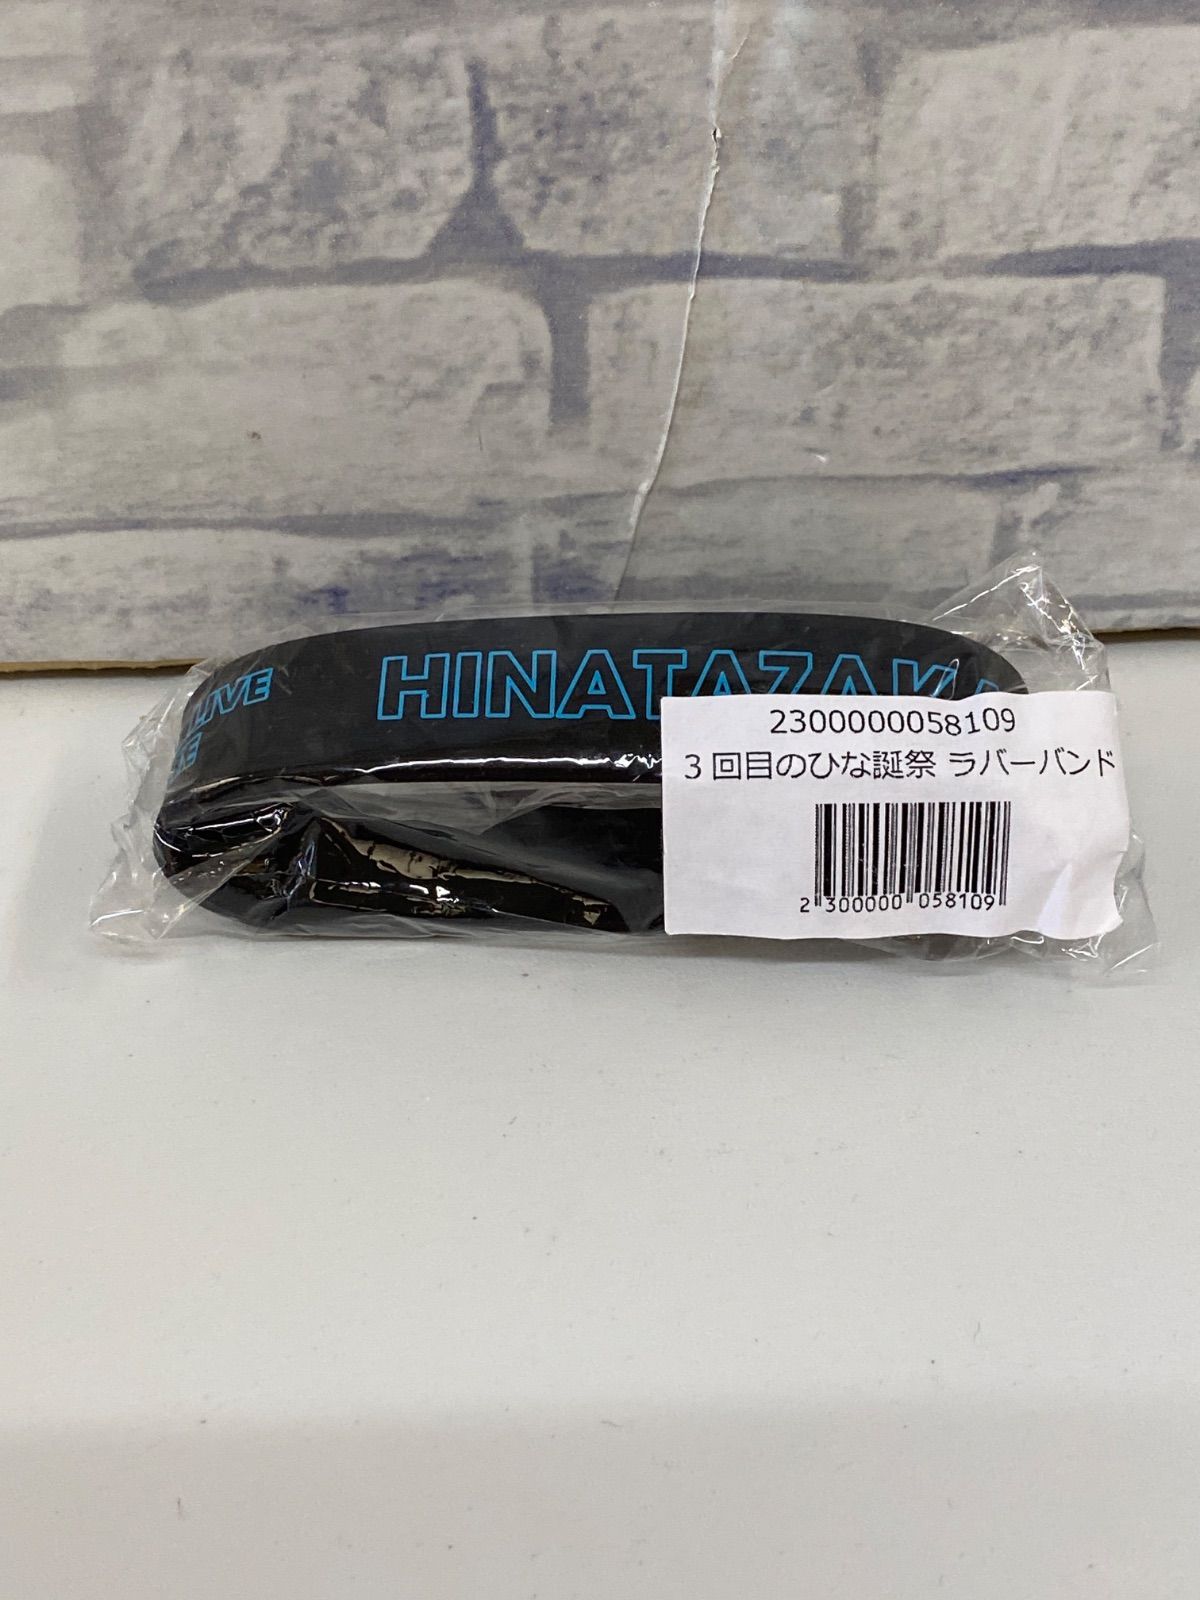 LIVE
HINATAZAKA
2300000058109
3回目のひな誕祭 ラバーバンド
2 300000 058109